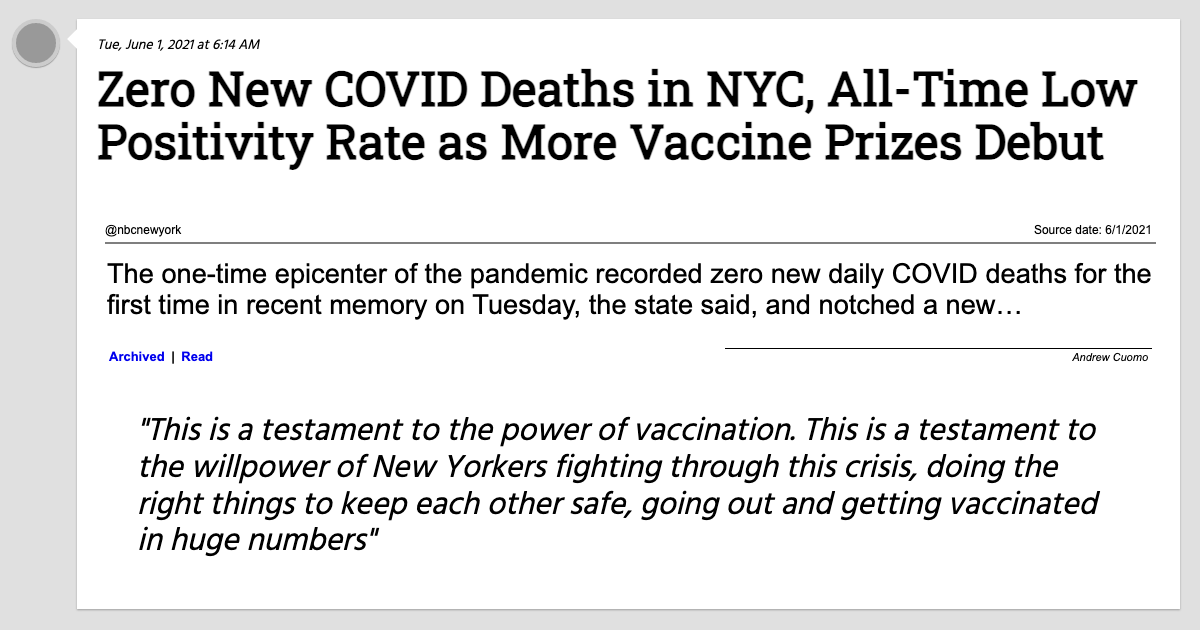 Tue, June 1, 2021 at 6:14 AM
Zero New COVID Deaths in NYC, All-Time Low
Positivity Rate as More Vaccine Prizes Debut
@nbcnewyork
Source date: 6/1/2021
The one-time epicenter of the pandemic recorded zero new daily COVID deaths for the
first time in recent memory on Tuesday, the state said, and notched a new…
Archived | Read
Andrew Cuomo
"This is a testament to the power of vaccination. This is a testament to
the willpower of New Yorkers fighting through this crisis, doing the
right things to keep each other safe, going out and getting vaccinated
in huge numbers"